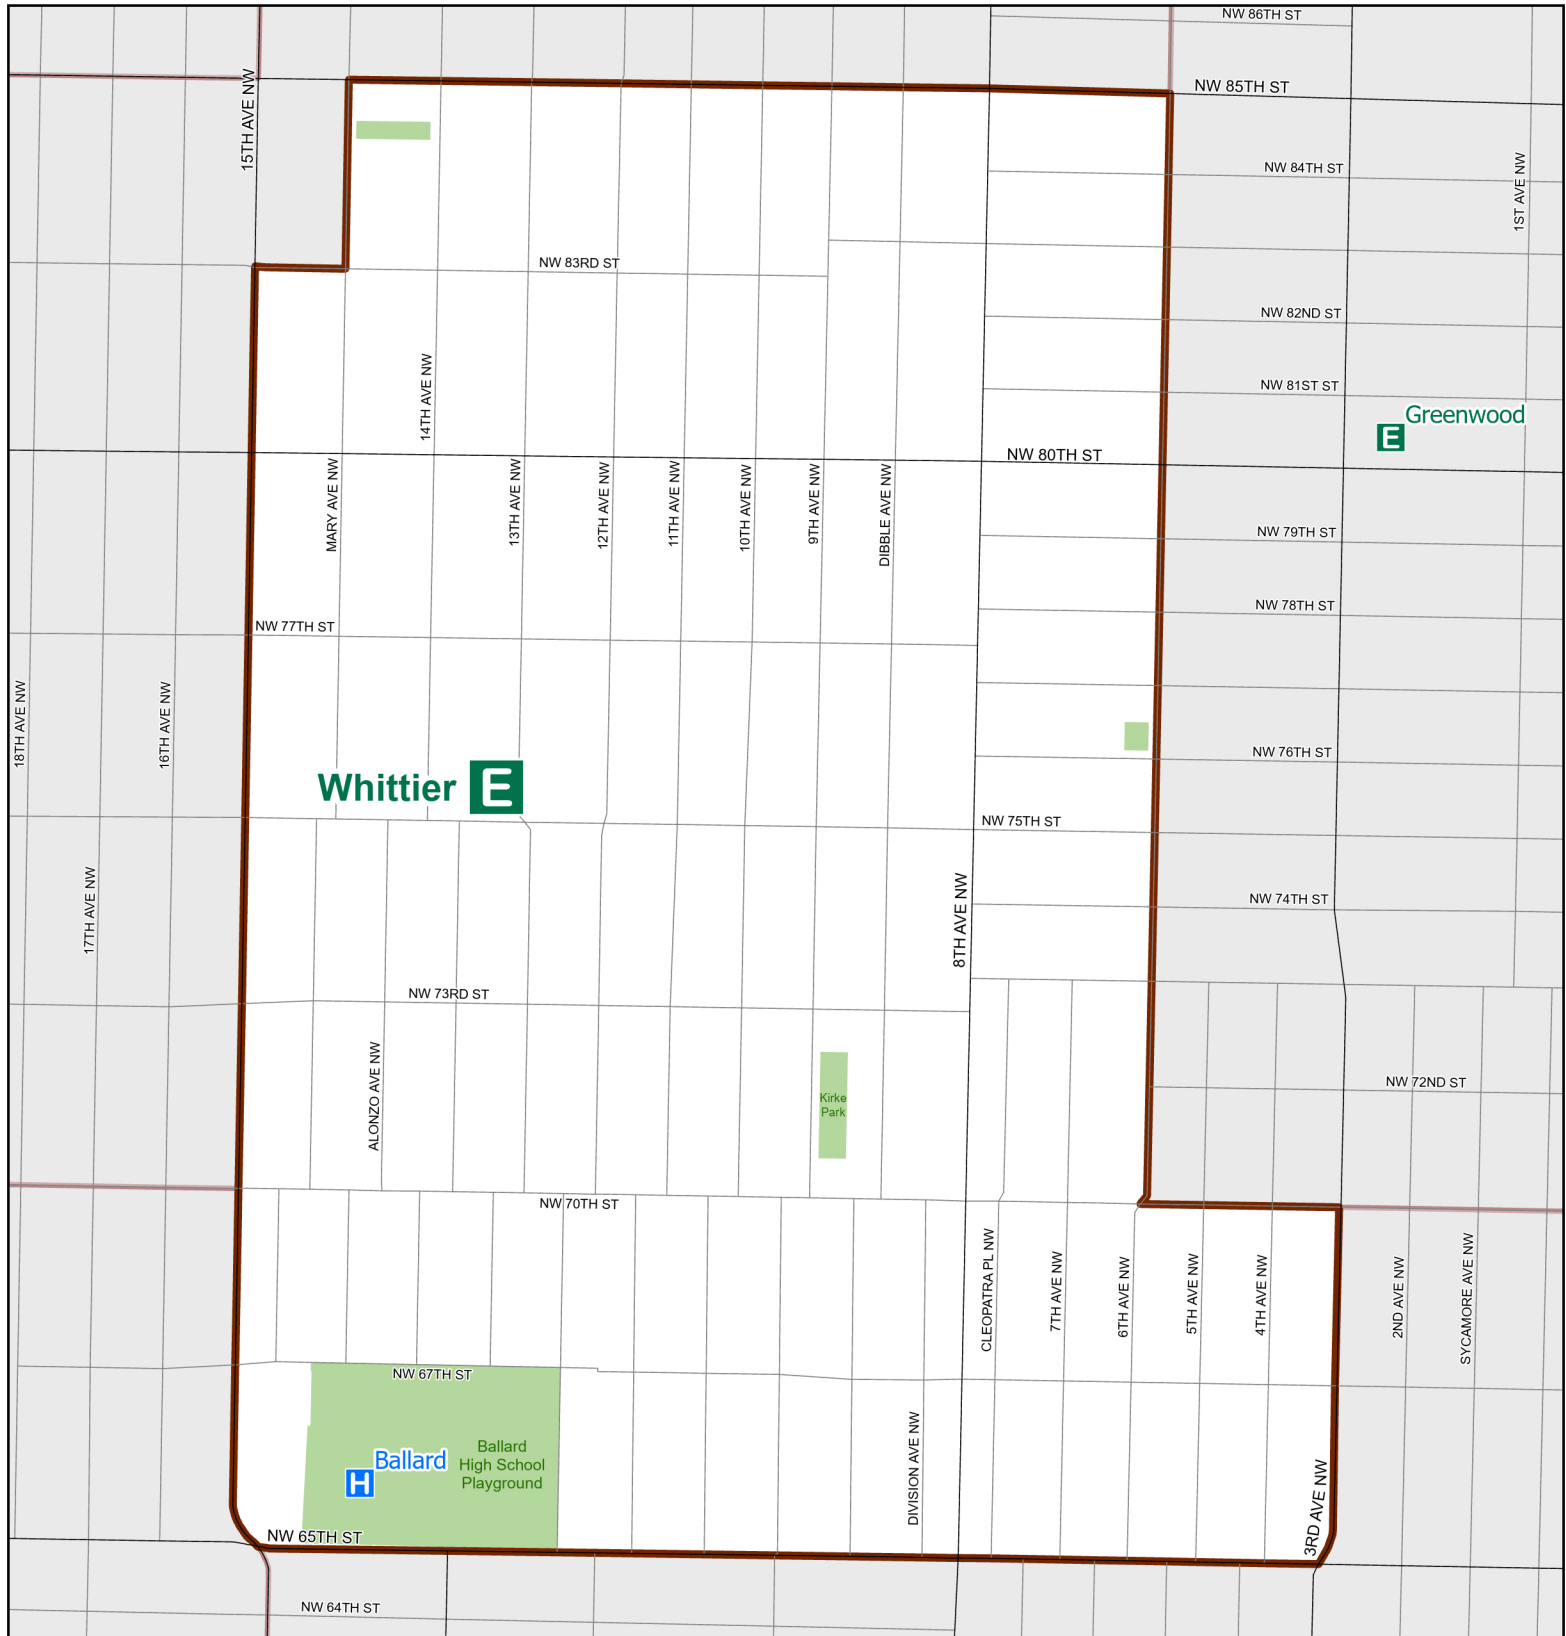 NW 86TH ST
NW 85TH ST
15TH AVE NW
NW 84TH ST
1ST AVE NW
NW 83RD ST
NW 82ND ST
14TH AVE NW
NW 81ST ST
Greenwood
E
NW 80TH ST
MARY AVE NW
13TH AVE NW
12TH AVE NW
11TH AVE NW
10TH AVE NW
9TH AVE NW
DIBBLE AVE NW
NW 79TH ST
NW 78TH ST
NW 77TH ST
18TH AVE NW
16TH AVE NW
NW 76TH ST
Whittier E
NW 75TH ST
17TH AVE NW
8TH AVE NW
NW 74TH ST
NW 73RD ST
ALONZO AVE NW
Kirke
Park
NW 72ND ST
NW 70TH ST
CLEOPATRA PL NW
7TH AVE NW
6TH AVE NW
5TH AVE NW
4TH AVE NW
2ND AVE NW
SYCAMORE AVE NW
NW 67TH ST
Ballard
H
Ballard
High School
Playground
DIVISION AVE NW
3RD AVE NW
NW 65TH ST
NW 64TH ST